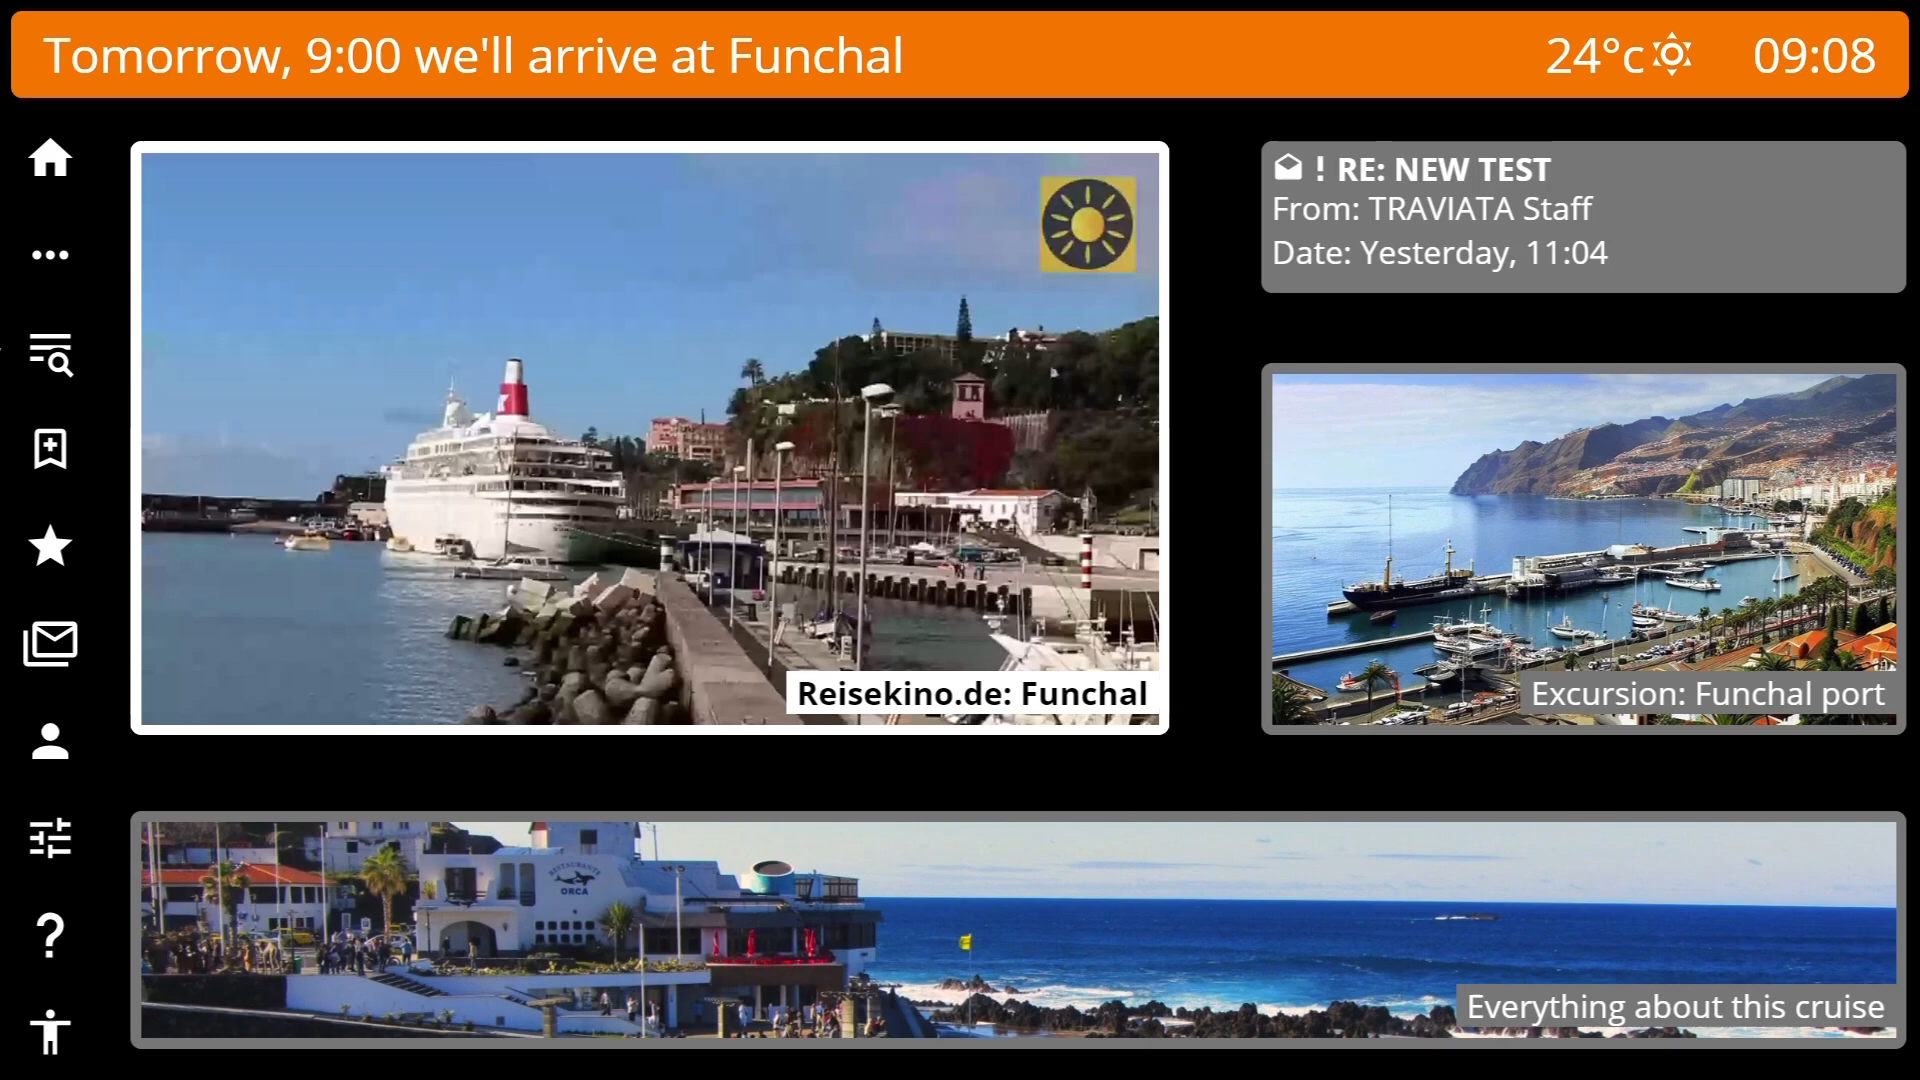 Tomorrow, 9:00 we'll arrive at Funchal
24°c 09:08
! RE: NEW TEST
From: TRAVIATA Staff
Date: Yesterday, 11:04
Reisekino.de: Funchal
Excursion: Funchal port
RESTAURANTE
ORCA
Everything about this cruise